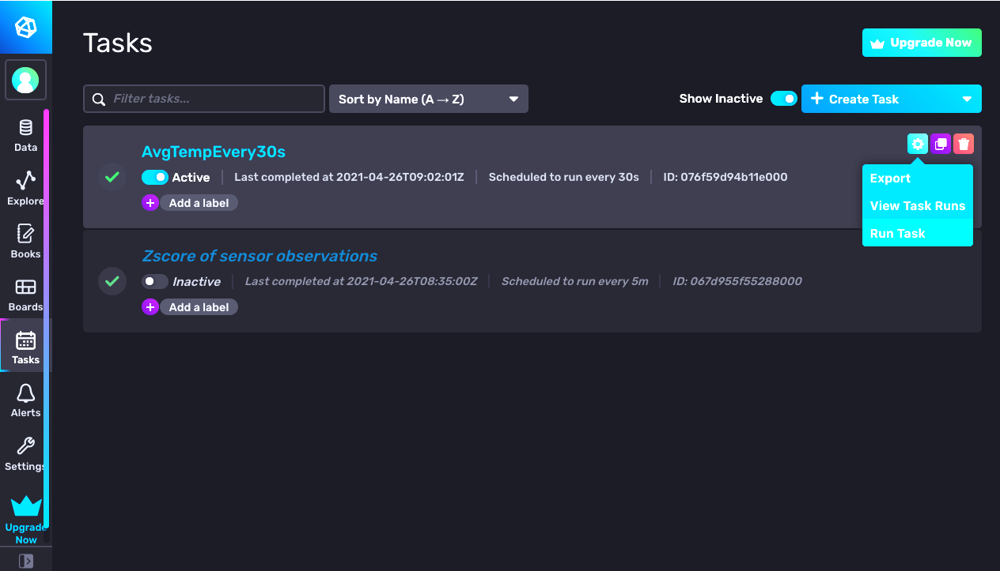 Tasks
Upgrade Now
Filter tasks...
Sort by Name (A → Z)
Show Inactive
Create Task
Data
Explore
Books
Boards
Tasks
Alerts
Settings
Upgrade
Now
AvgTempEvery30s
Active
Last completed at 2021-04-26T09:02:01Z
Scheduled to run every 30s
ID: 076f59d94b11e000
Add a label
Export
View Task Runs
Run Task
Zscore of sensor observations
Inactive
Last completed at 2021-04-26T08:35:00Z
Scheduled to run every 5m
ID: 067d955f55288000
Add a label